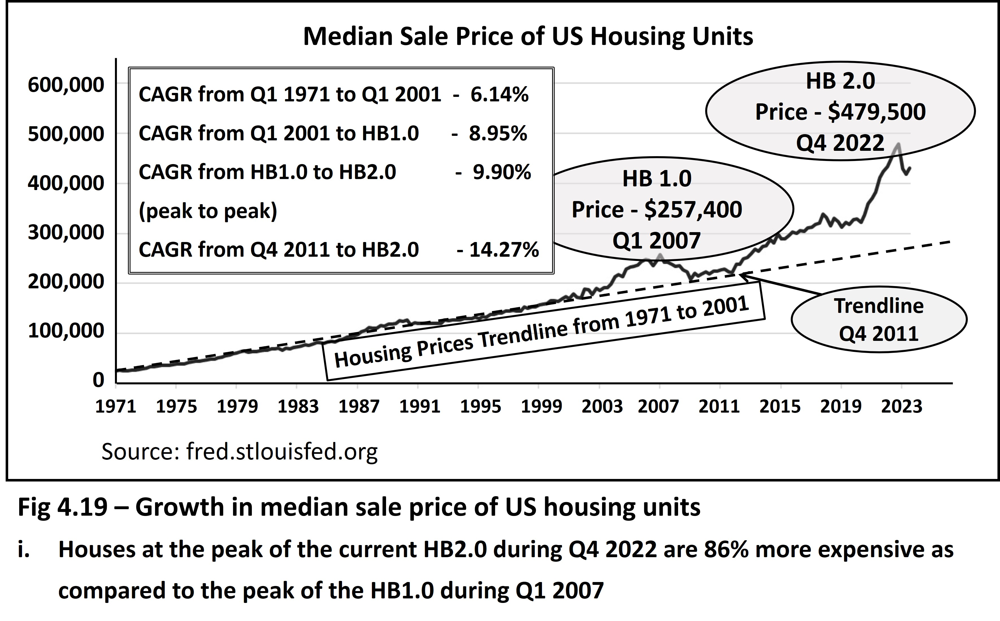 Median Sale Price of US Housing Units
600,000
500,000
400,000
300,000
200,000
100,000
0
CAGR from Q1 1971 to Q1 2001 - 6.14%
CAGR from Q1 2001 to HB1.0 - 8.95%
CAGR from HB1.0 to HB2.0 - 9.90%
(peak to peak)
CAGR from Q4 2011 to HB2.0 - 14.27%
HB 1.0
Price - $257,400
Q1 2007
HB 2.0
Price - $479,500
Q4 2022
Trendline
Q4 2011
Housing Prices Trendline from 1971 to 2001
1971 1975 1979 1983 1987 1991 1995 1999 2003 2007 2011 2015 2019 2023
Source: fred.stlouisfed.org
Fig 4.19 – Growth in median sale price of US housing units
i. Houses at the peak of the current HB2.0 during Q4 2022 are 86% more expensive as
compared to the peak of the HB1.0 during Q1 2007